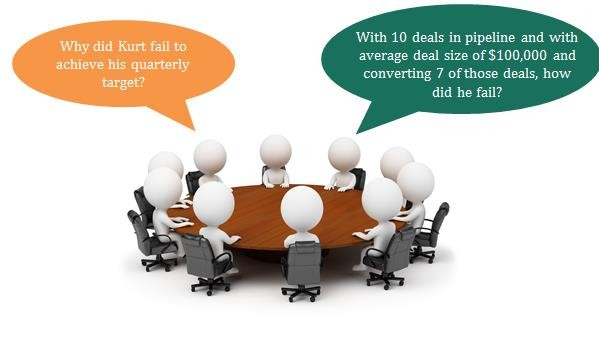 Why did Kurt fail to
achieve his quarterly
target?
With 10 deals in pipeline and with
average deal size of $100,000 and
converting 7 of those deals, how
did he fail?